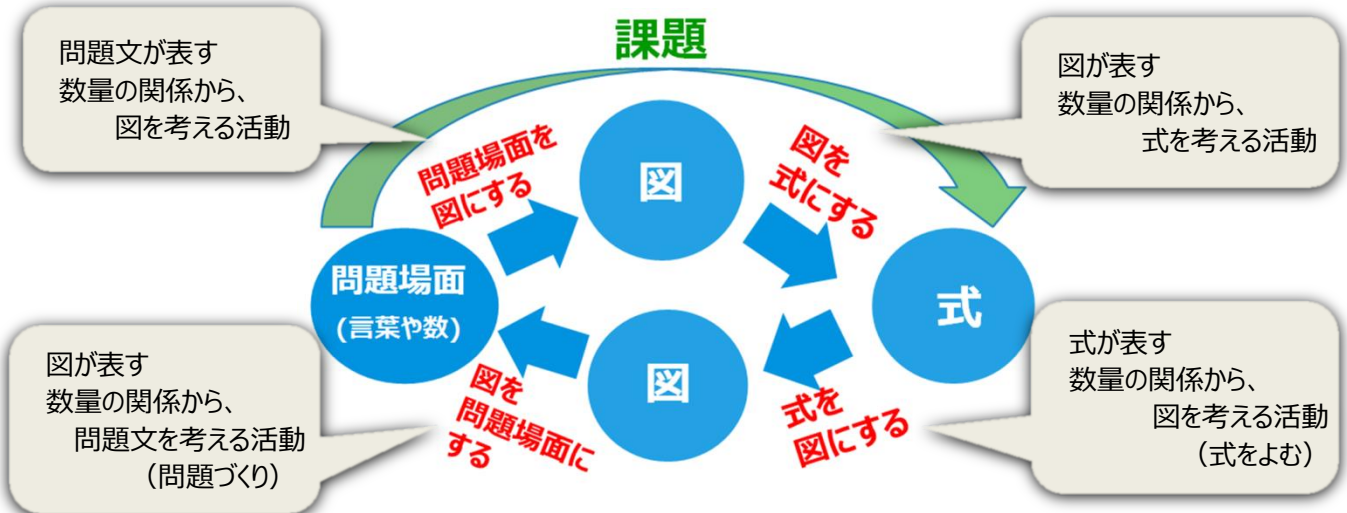 課題
問題文が表す
数量の関係から、
図を考える活動
図が表す
数量の関係から、
式を考える活動
問題場面を
図にする
図
図を
式にする
問題場面
(言葉や数)
式
図が表す
数量の関係から、
問題文を考える活動
（問題づくり）
図を
問題場面に
する
図
式を
図にする
式が表す
数量の関係から、
図を考える活動
（式をよむ）